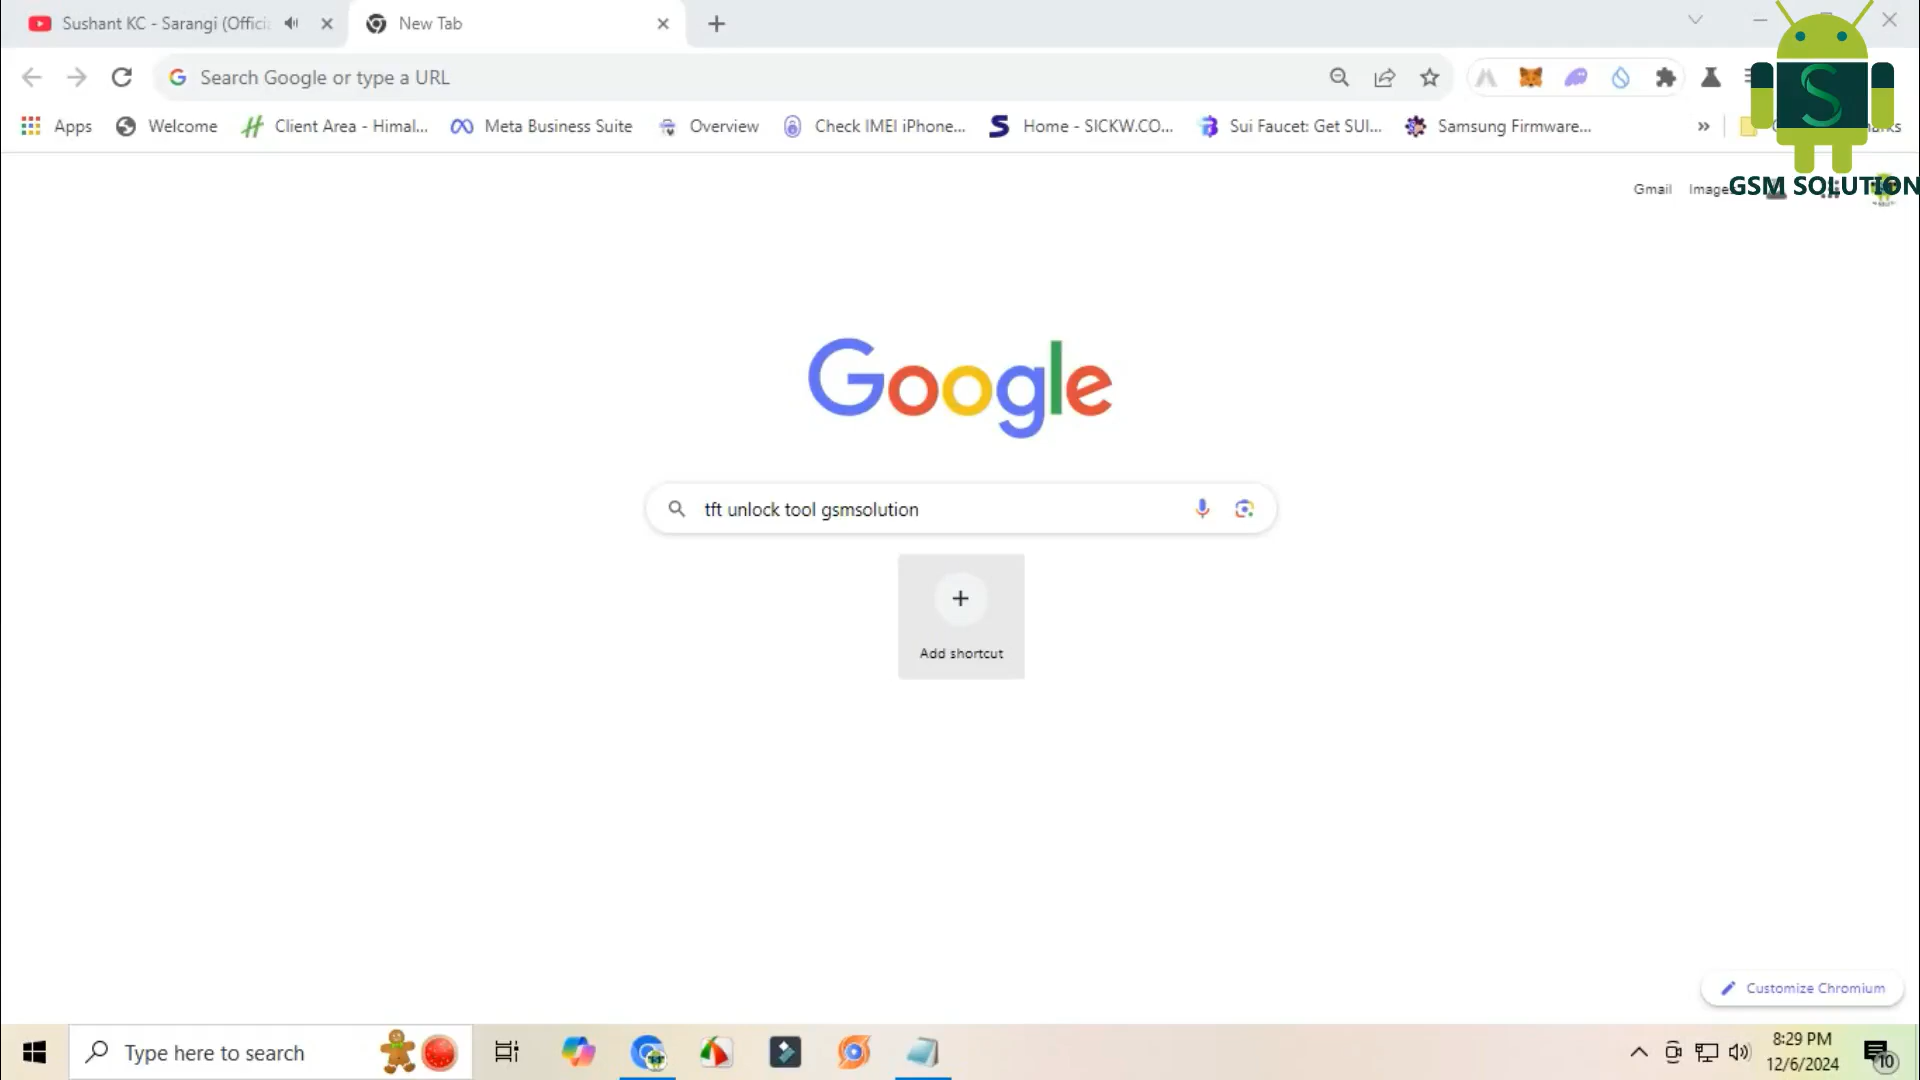 Sushant KC - Sarangi (Offici
New Tab
Search Google or type a URL
Apps
Welcome
Client Area - Himal...
Meta Business Suite
Overview
Check IMEI iPhone...
Home - SICKW.CO...
Sui Faucet: Get SUI...
Samsung Firmware...
»
S
GSM SOLUTION
Gmail
Images
Google
tft unlock tool gsmsolution
Add shortcut
Customize Chromium
Type here to search
8:29 PM
12/6/2024
10